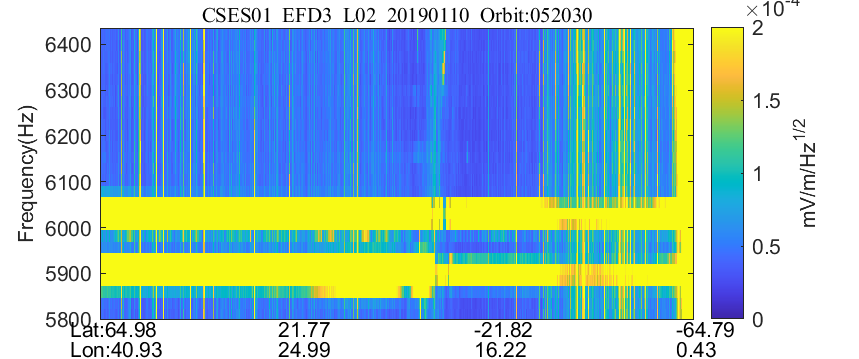 CSES01 EFD3 L02 20190110 Orbit:052030
×10⁻⁴
6400
6300
6200
6100
6000
5900
5800
Frequency(Hz)
2
1.5
1
0.5
0
mV/m/Hz^1/2
Lat:64.98 21.77 -21.82 -64.79
Lon:40.93 24.99 16.22 0.43